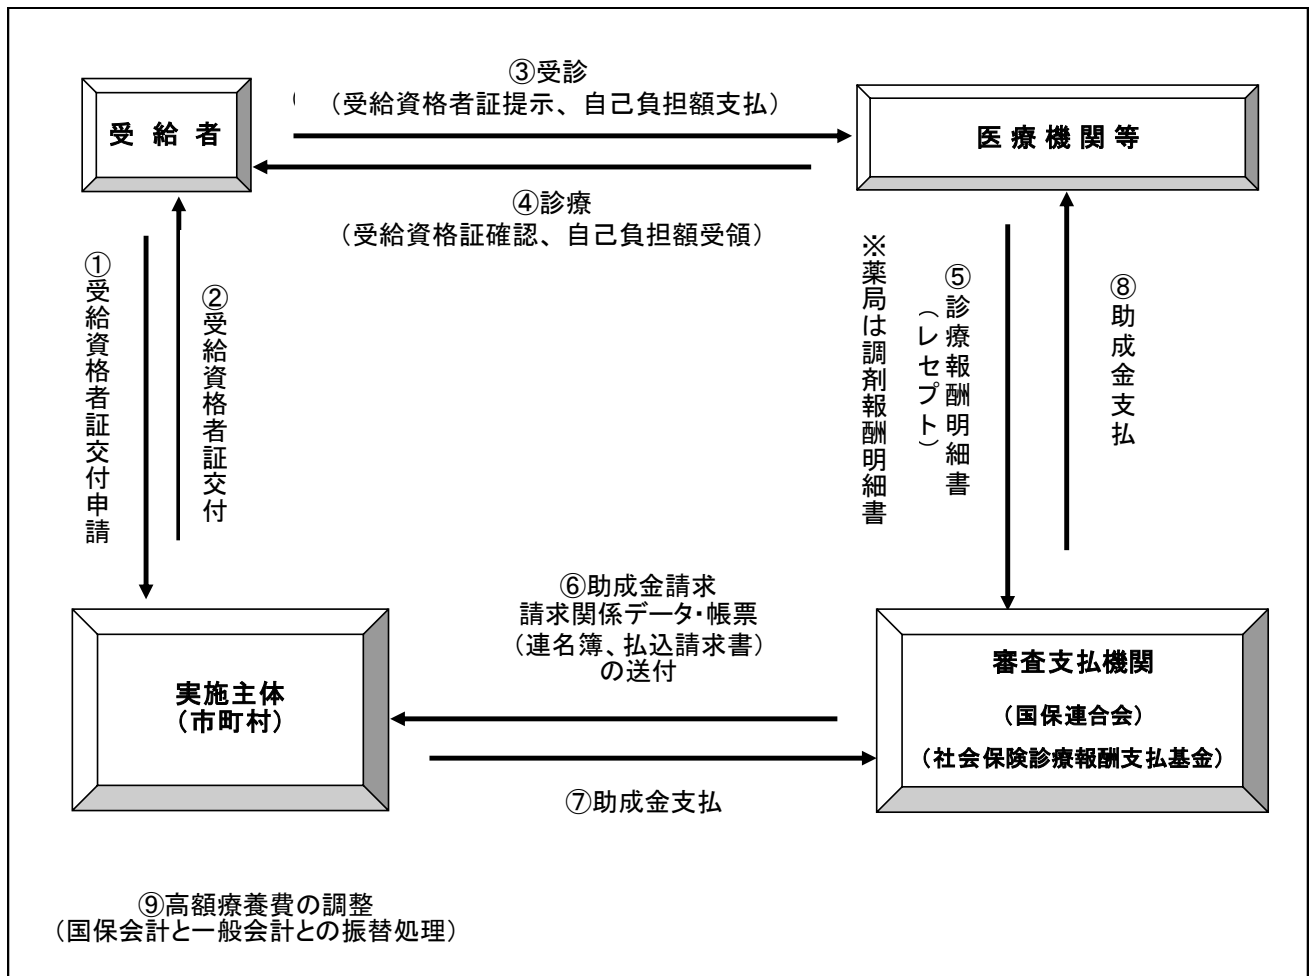 ③受診
（受給資格者証提示、自己負担額支払）
受 給 者
医 療 機 関 等
④診療
（受給資格証確認、自己負担額受領）
①受給資格者証交付申請
②受給資格者証交付
※薬局は調剤報酬明細書
⑤診療報酬明細書
（レセプト）
⑧助成金支払
⑥助成金請求
請求関係データ・帳票
（連名簿、払込請求書）
の送付
実施主体
（市町村）
審査支払機関
（国保連合会）
（社会保険診療報酬支払基金）
⑦助成金支払
⑨高額療養費の調整
（国保会計と一般会計との振替処理）